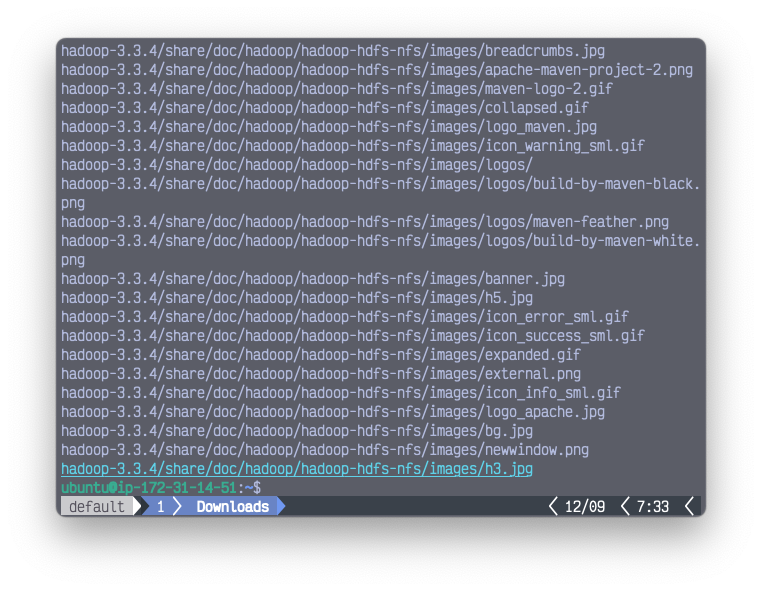 hadoop-3.3.4/share/doc/hadoop/hadoop-hdfs-nfs/images/breadcrumbs.jpg
hadoop-3.3.4/share/doc/hadoop/hadoop-hdfs-nfs/images/apache-maven-project-2.png
hadoop-3.3.4/share/doc/hadoop/hadoop-hdfs-nfs/images/maven-logo-2.gif
hadoop-3.3.4/share/doc/hadoop/hadoop-hdfs-nfs/images/collapsed.gif
hadoop-3.3.4/share/doc/hadoop/hadoop-hdfs-nfs/images/logo_maven.jpg
hadoop-3.3.4/share/doc/hadoop/hadoop-hdfs-nfs/images/icon_warning_sml.gif
hadoop-3.3.4/share/doc/hadoop/hadoop-hdfs-nfs/images/logos/
hadoop-3.3.4/share/doc/hadoop/hadoop-hdfs-nfs/images/logos/build-by-maven-black.
png
hadoop-3.3.4/share/doc/hadoop/hadoop-hdfs-nfs/images/logos/maven-feather.png
hadoop-3.3.4/share/doc/hadoop/hadoop-hdfs-nfs/images/logos/build-by-maven-white.
png
hadoop-3.3.4/share/doc/hadoop/hadoop-hdfs-nfs/images/banner.jpg
hadoop-3.3.4/share/doc/hadoop/hadoop-hdfs-nfs/images/h5.jpg
hadoop-3.3.4/share/doc/hadoop/hadoop-hdfs-nfs/images/icon_error_sml.gif
hadoop-3.3.4/share/doc/hadoop/hadoop-hdfs-nfs/images/icon_success_sml.gif
hadoop-3.3.4/share/doc/hadoop/hadoop-hdfs-nfs/images/expanded.gif
hadoop-3.3.4/share/doc/hadoop/hadoop-hdfs-nfs/images/external.png
hadoop-3.3.4/share/doc/hadoop/hadoop-hdfs-nfs/images/icon_info_sml.gif
hadoop-3.3.4/share/doc/hadoop/hadoop-hdfs-nfs/images/logo_apache.jpg
hadoop-3.3.4/share/doc/hadoop/hadoop-hdfs-nfs/images/bg.jpg
hadoop-3.3.4/share/doc/hadoop/hadoop-hdfs-nfs/images/newwindow.png
hadoop-3.3.4/share/doc/hadoop/hadoop-hdfs-nfs/images/h3.jpg
ubuntu@ip-172-31-14-51:~$
default 1 Downloads 12/09 7:33